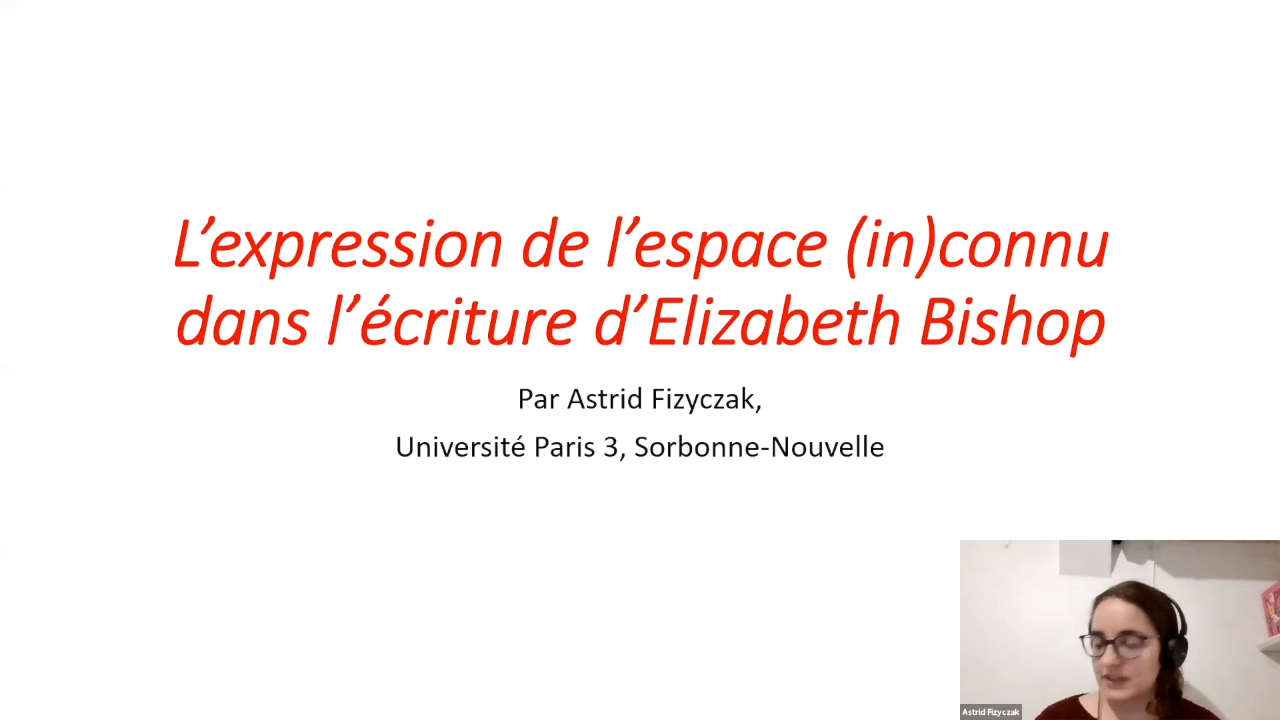 L’expression de l’espace (in)connu
dans l’écriture d’Elizabeth Bishop
Par Astrid Fizyczak,
Université Paris 3, Sorbonne-Nouvelle
Astrid Fizyczak